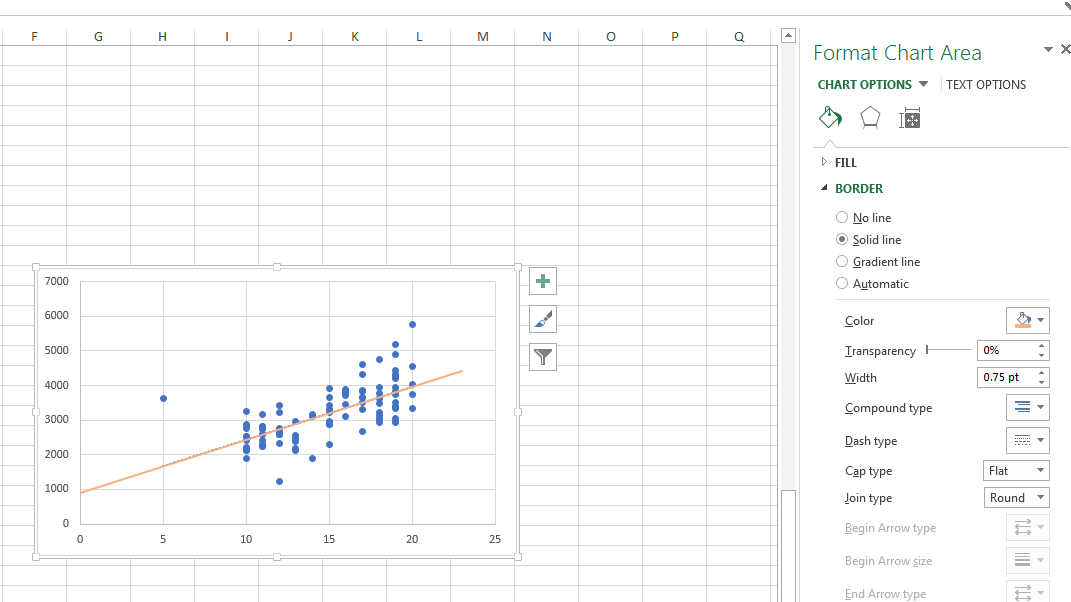 F G H I J K L M N O P Q
Format Chart Area
CHART OPTIONS TEXT OPTIONS
FILL
BORDER
No line
Solid line
Gradient line
Automatic
Color
Transparency 0%
Width 0.75 pt
Compound type
Dash type
Cap type Flat
Join type Round
Begin Arrow type
Begin Arrow size
End Arrow type
7000
6000
5000
4000
3000
2000
1000
0
0 5 10 15 20 25